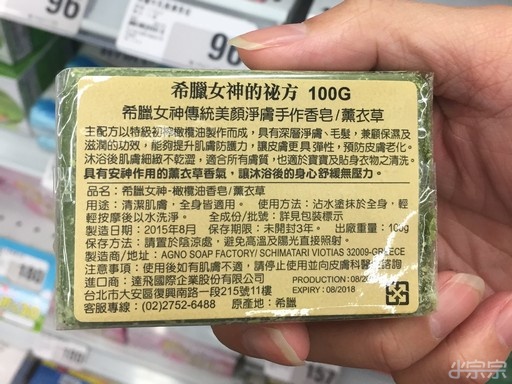 96
96
希臘女神的祕方 100G
希臘女神傳統美顏淨膚手作香皂/薰衣草
主配方以特級初榨橄欖油製作而成，具有深層淨膚、毛髮，兼顧保濕及
滋潤的功效，能夠提升肌膚防護力，讓皮膚更具彈性，預防皮膚老化。
沐浴後肌膚細緻不乾澀，適合所有膚質，也適於寶寶及貼身衣物之清洗。
具有安神作用的薰衣草香氣，讓沐浴後的身心舒緩無壓力。
品名：希臘女神-橄欖油香皂/薰衣草
用途：清潔肌膚，全身皆適用。 使用方法：沾水塗抹於全身，輕
輕按摩後以水洗淨。 全成份/批號：詳見包裝標示
製造日期：2015年8月 保存期限：未開封3年。 出廠重量：100g
保存方法：請置於陰涼處，避免高溫及陽光直接照射。
製造商/地址：AGNO SOAP FACTORY/ SCHIMATARI VIOTIAS 32009-GREECE
注意事項：使用後如有肌膚不適，請停止使用並向皮膚科醫生諮詢
進口商：達飛國際企業股份有限公司
PRODUCTION:08/20
台北市大安區復興南路一段215號11樓
EXPIRY: 08/2018
客服專線：(02)2752-6488 原產地：希臘
180
157
小宗宗